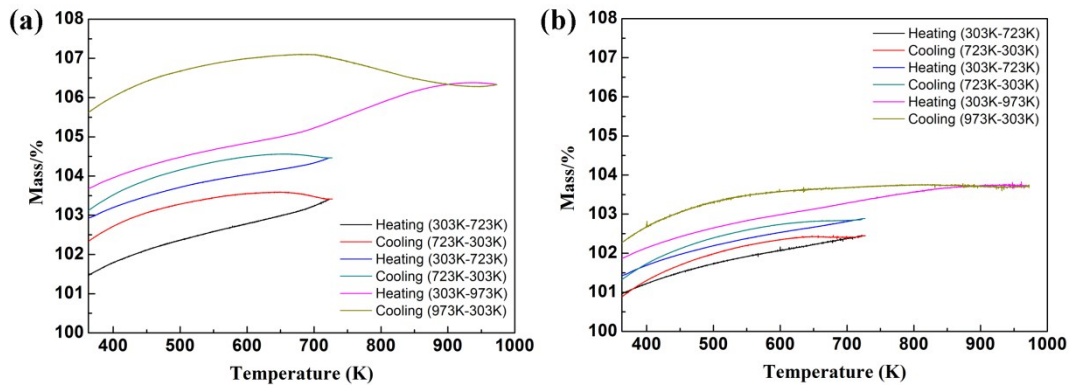 (a)
108
107
106
105
104
103
102
101
100
Mass/%
Heating (303K-723K)
Cooling (723K-303K)
Heating (303K-723K)
Cooling (723K-303K)
Heating (303K-973K)
Cooling (973K-303K)
400 500 600 700 800 900 1000
Temperature (K)
(b)
108
107
106
105
104
103
102
101
100
Mass/%
Heating (303K-723K)
Cooling (723K-303K)
Heating (303K-723K)
Cooling (723K-303K)
Heating (303K-973K)
Cooling (973K-303K)
400 500 600 700 800 900 1000
Temperature (K)